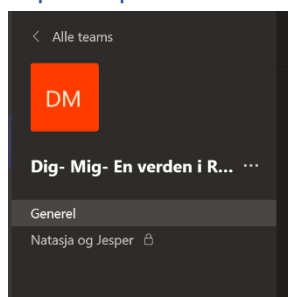 Alle teams
DM
Dig- Mig- En verden i R...
Generel
Natasja og Jesper